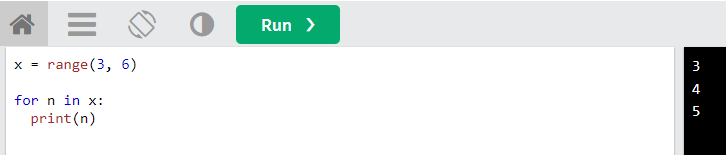 Run ❯
x = range(3, 6)
for n in x:
  print(n)
3
4
5